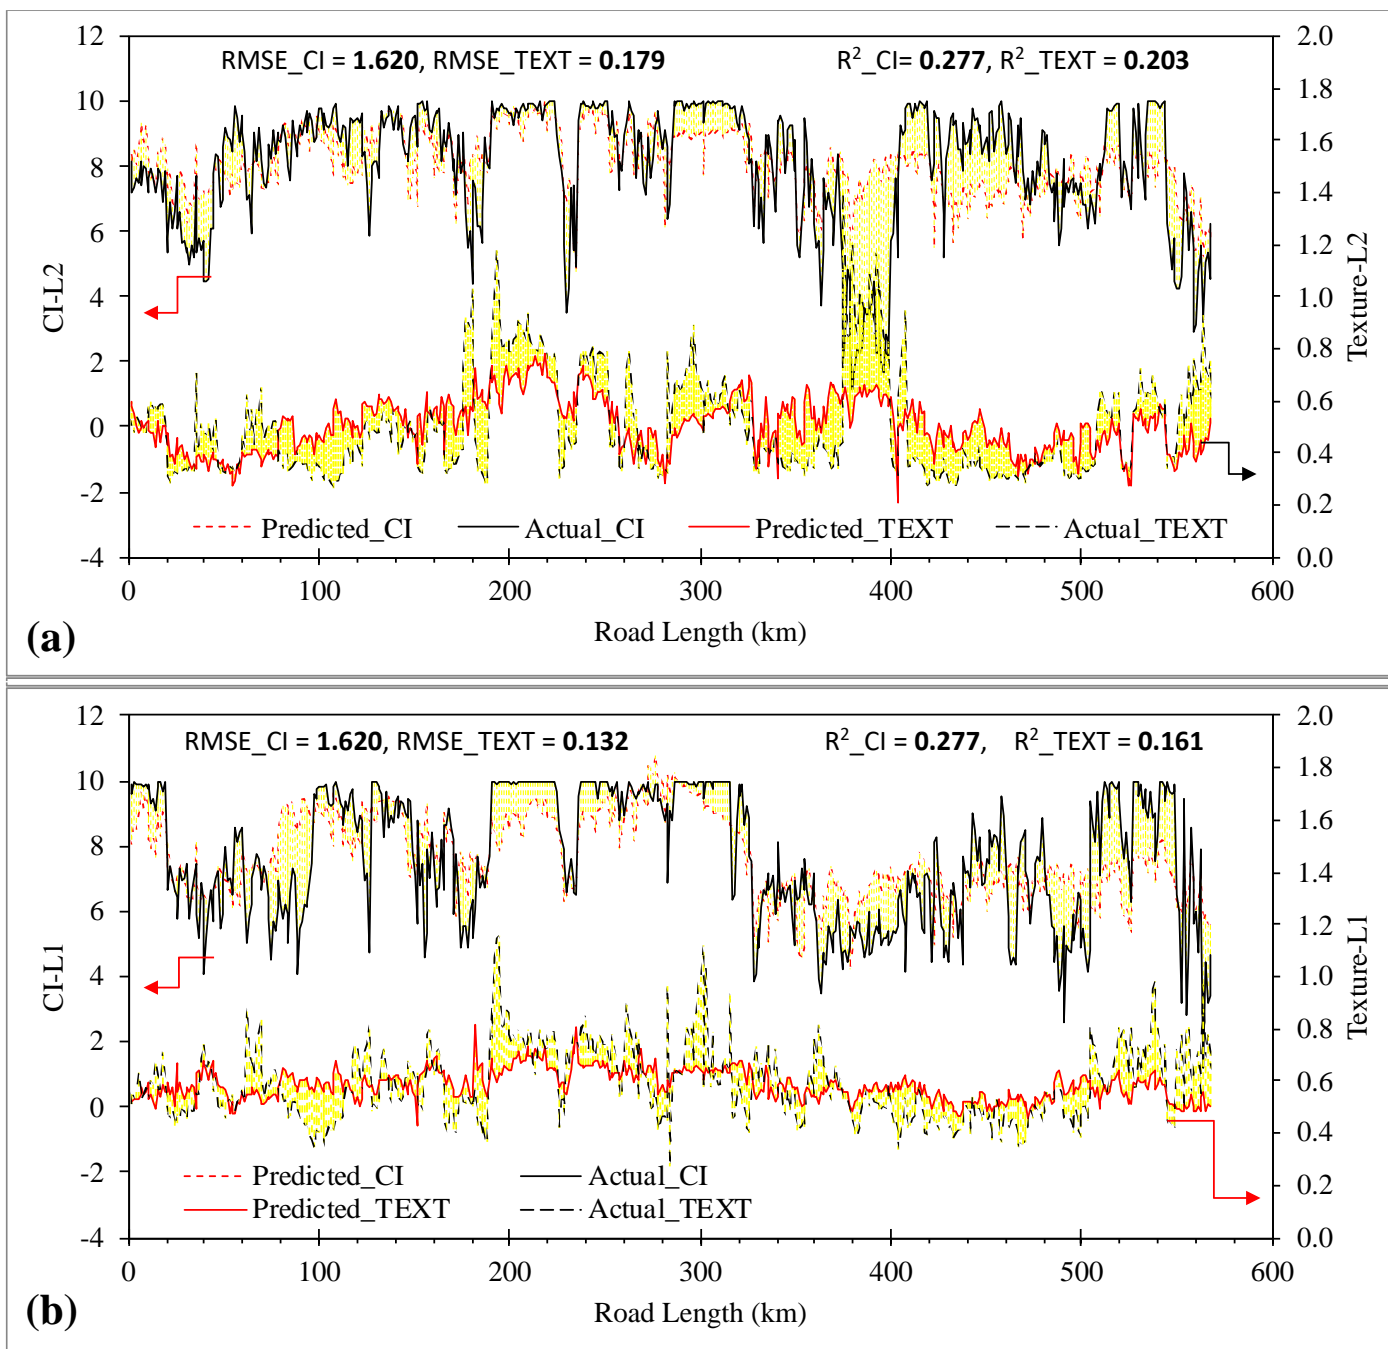 RMSE_CI = 1.620, RMSE_TEXT = 0.179 R²_CI= 0.277, R²_TEXT = 0.203
12
10
8
6
4
2
0
-2
-4
CI-L2
2.0
1.8
1.6
1.4
1.2
1.0
0.8
0.6
0.4
0.2
0.0
Texture-L2
Predicted_CI Actual_CI Predicted_TEXT Actual_TEXT
0 100 200 300 400 500 600
Road Length (km)
(a)
RMSE_CI = 1.620, RMSE_TEXT = 0.132 R²_CI = 0.277, R²_TEXT = 0.161
12
10
8
6
4
2
0
-2
-4
CI-L1
2.0
1.8
1.6
1.4
1.2
1.0
0.8
0.6
0.4
0.2
0.0
Texture-L1
Predicted_CI Actual_CI
Predicted_TEXT Actual_TEXT
0 100 200 300 400 500 600
Road Length (km)
(b)